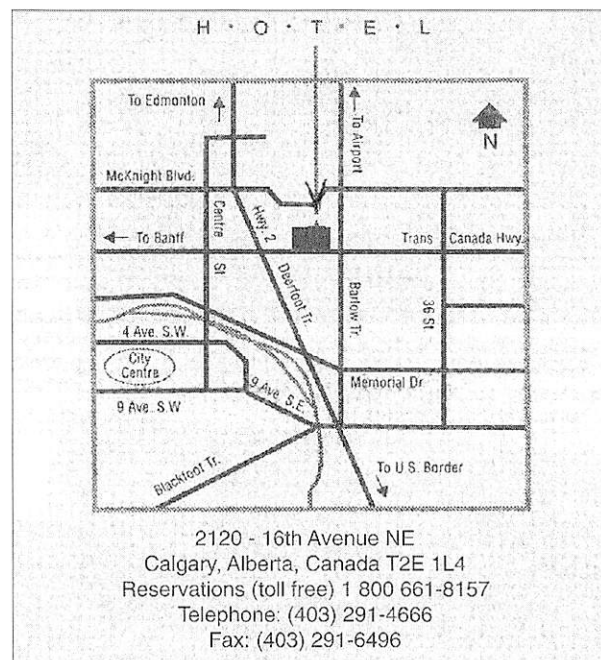 H · O · T · E · L
To Edmonton
To Airport
N
McKnight Blvd.
Centre St
Hwy. 2
To Banff
Trans Canada Hwy.
Deerfoot Tr.
Barlow Tr.
36 St
4 Ave. S.W.
City
Centre
9 Ave. S.E.
Memorial Dr
9 Ave. S.W
Blackfoot Tr.
To U.S. Border
2120 - 16th Avenue NE
Calgary, Alberta, Canada T2E 1L4
Reservations (toll free) 1 800 661-8157
Telephone: (403) 291-4666
Fax: (403) 291-6496